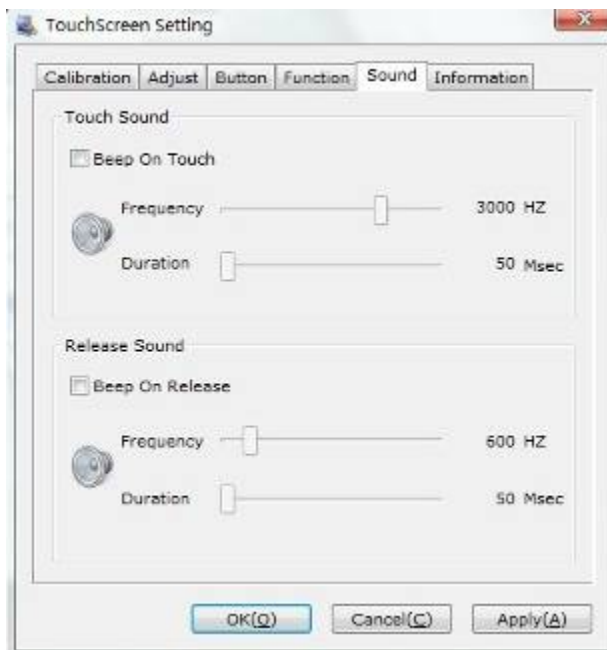 TouchScreen Setting
Calibration Adjust Button Function Sound Information
Touch Sound
Beep On Touch
Frequency 3000 HZ
Duration 50 Msec
Release Sound
Beep On Release
Frequency 600 HZ
Duration 50 Msec
OK(O) Cancel(C) Apply(A)